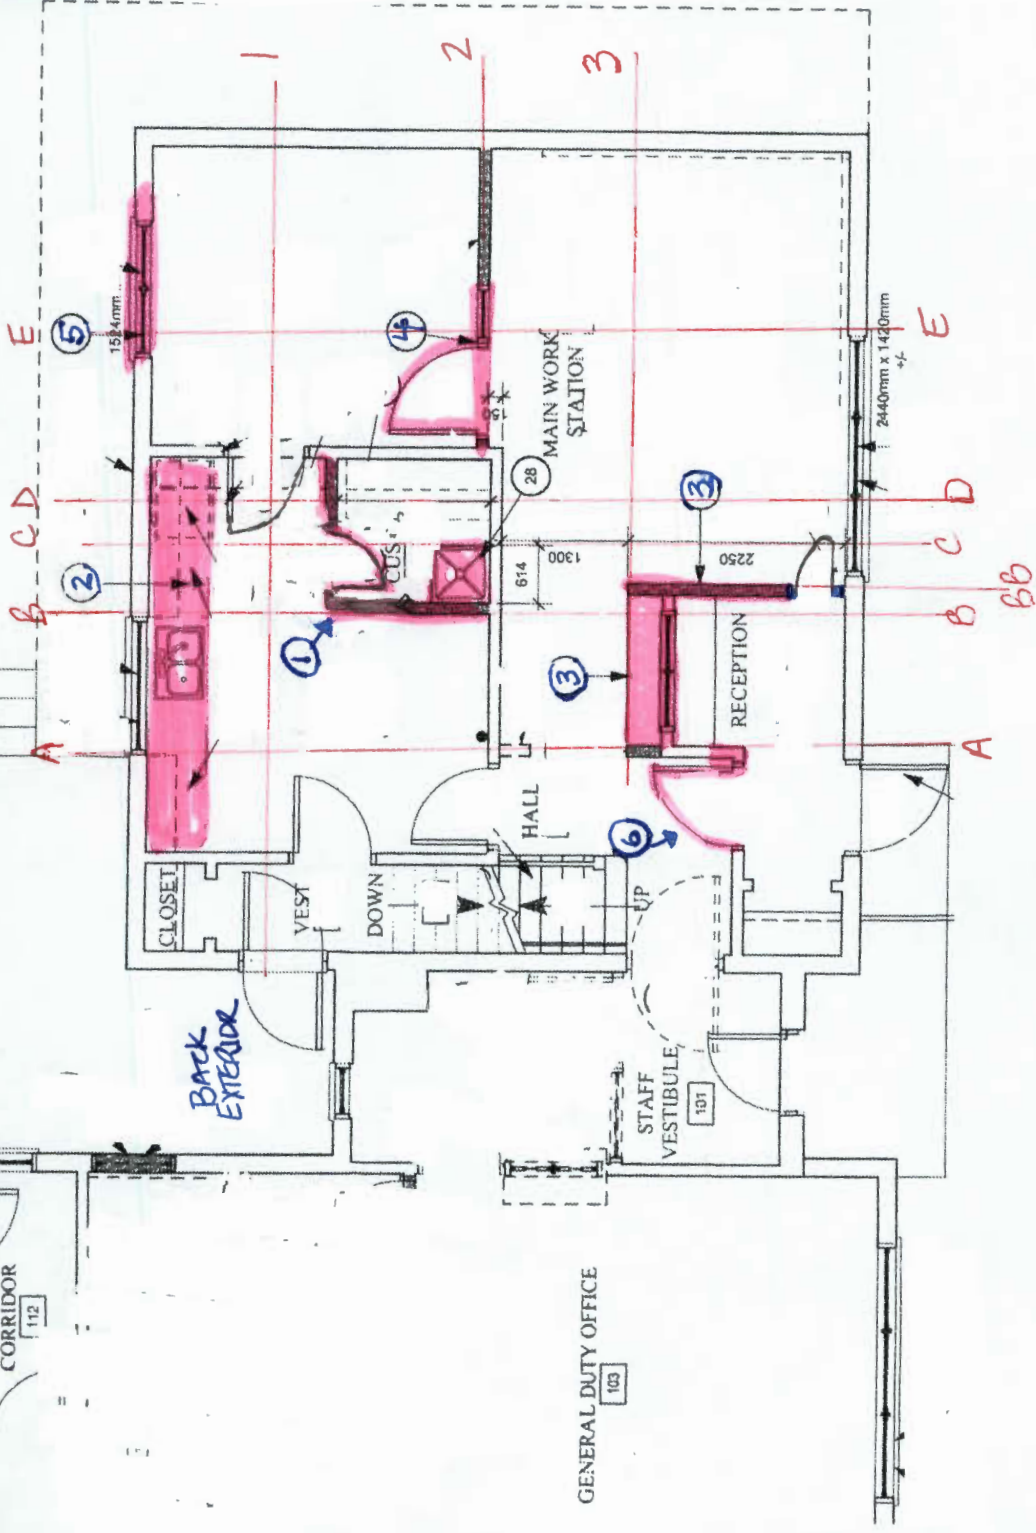 1
2
3
E
5
1524mm
4
E
2440mm x 1420mm
+/-
150
MAIN WORK
STATION
D
C
28
3
D
C
CUS
2
614
1300
2250
B
1
3
B
BB
RECEPTION
A
A
HALL
6
CLOSET
VEST
DOWN
UP
BACK
EXTERIOR
STAFF
VESTIBULE
101
CORRIDOR
112
GENERAL DUTY OFFICE
103